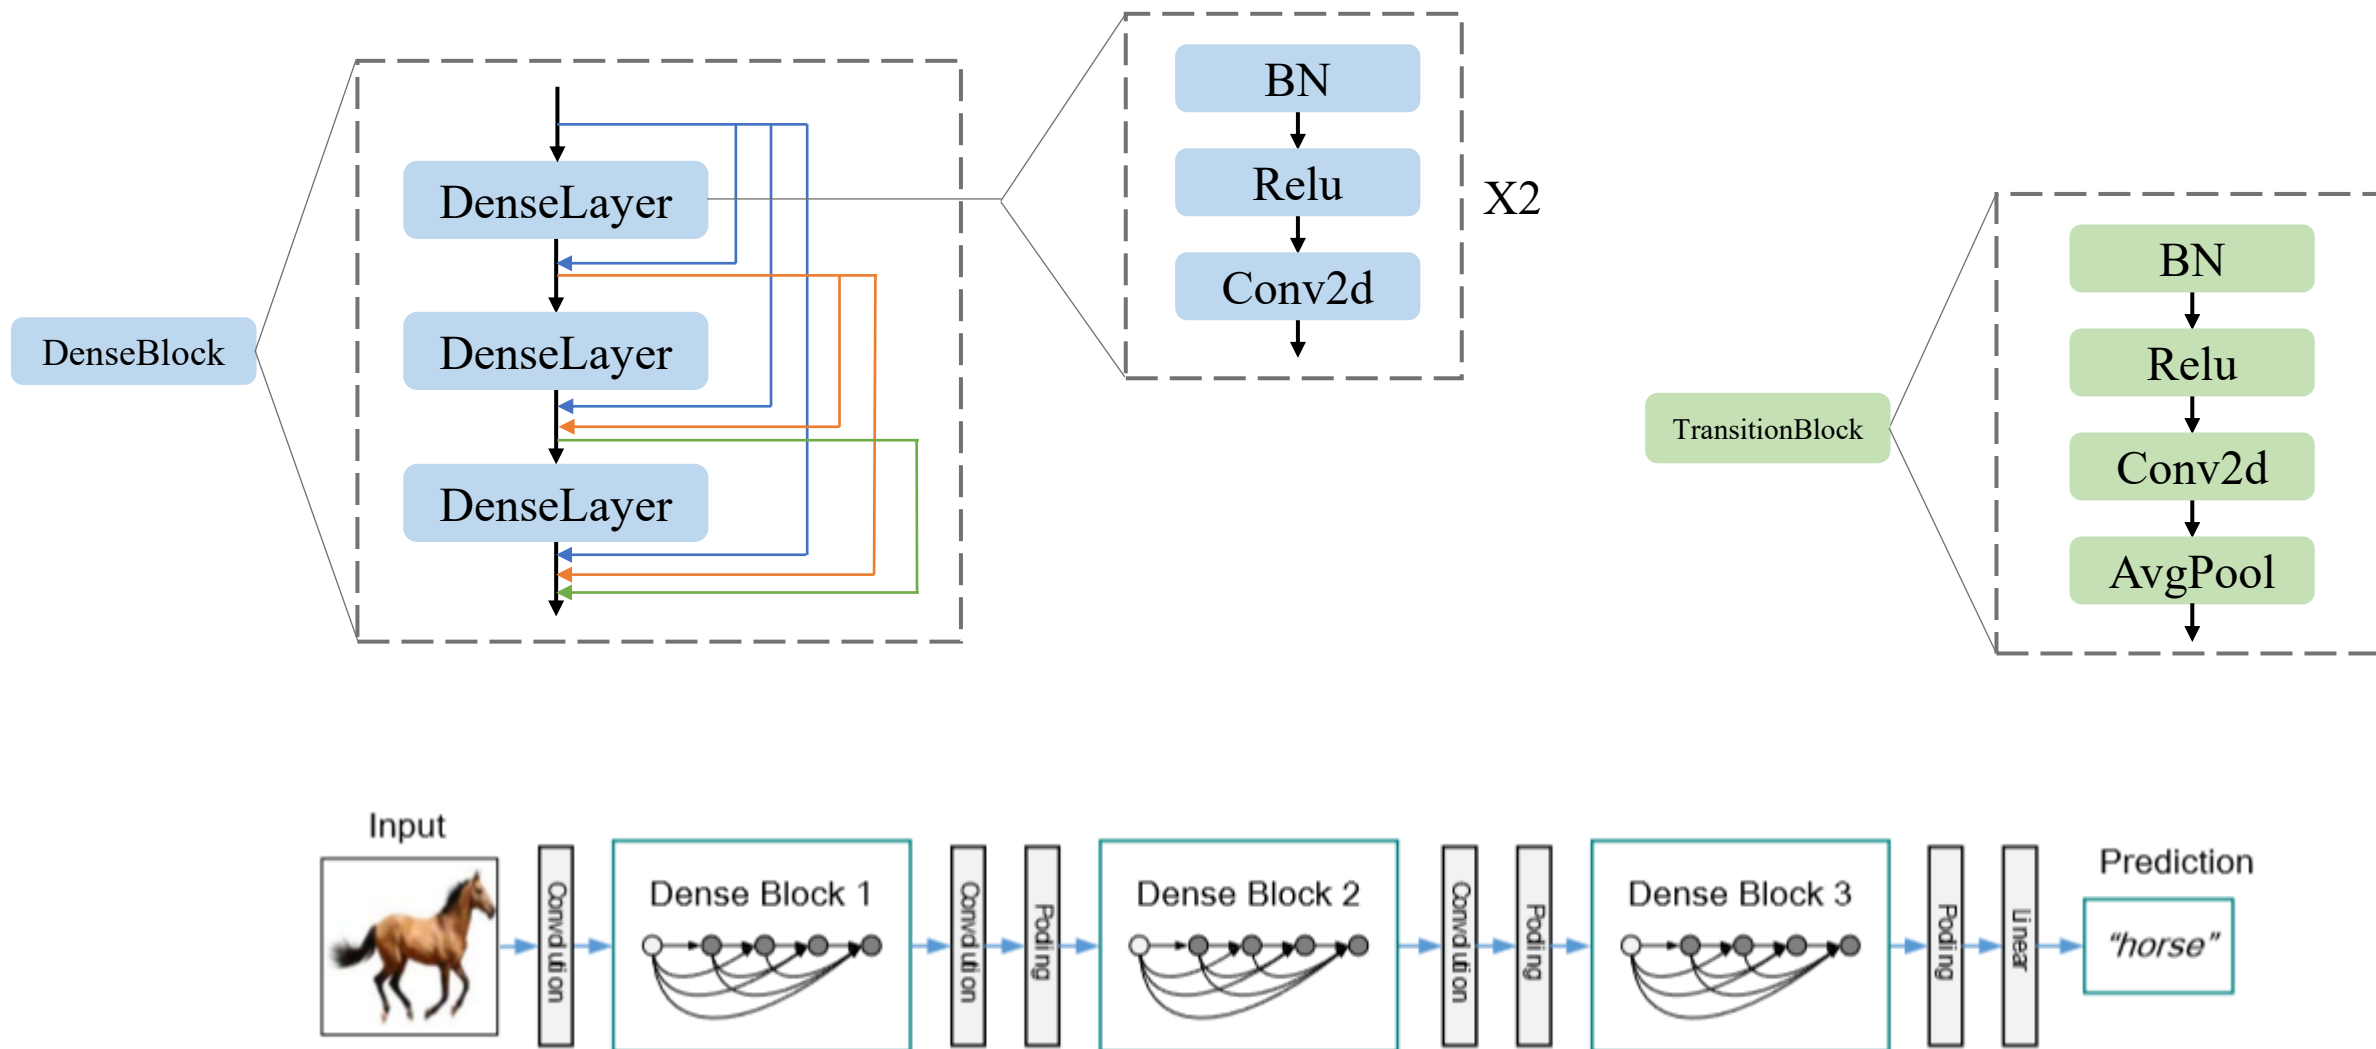 DenseBlock
DenseLayer
DenseLayer
DenseLayer
BN
Relu
Conv2d
X2
TransitionBlock
BN
Relu
Conv2d
AvgPool
Input
Convolution
Dense Block 1
Convolution
Pooling
Dense Block 2
Convolution
Pooling
Dense Block 3
Pooling
Linear
Prediction
“horse”